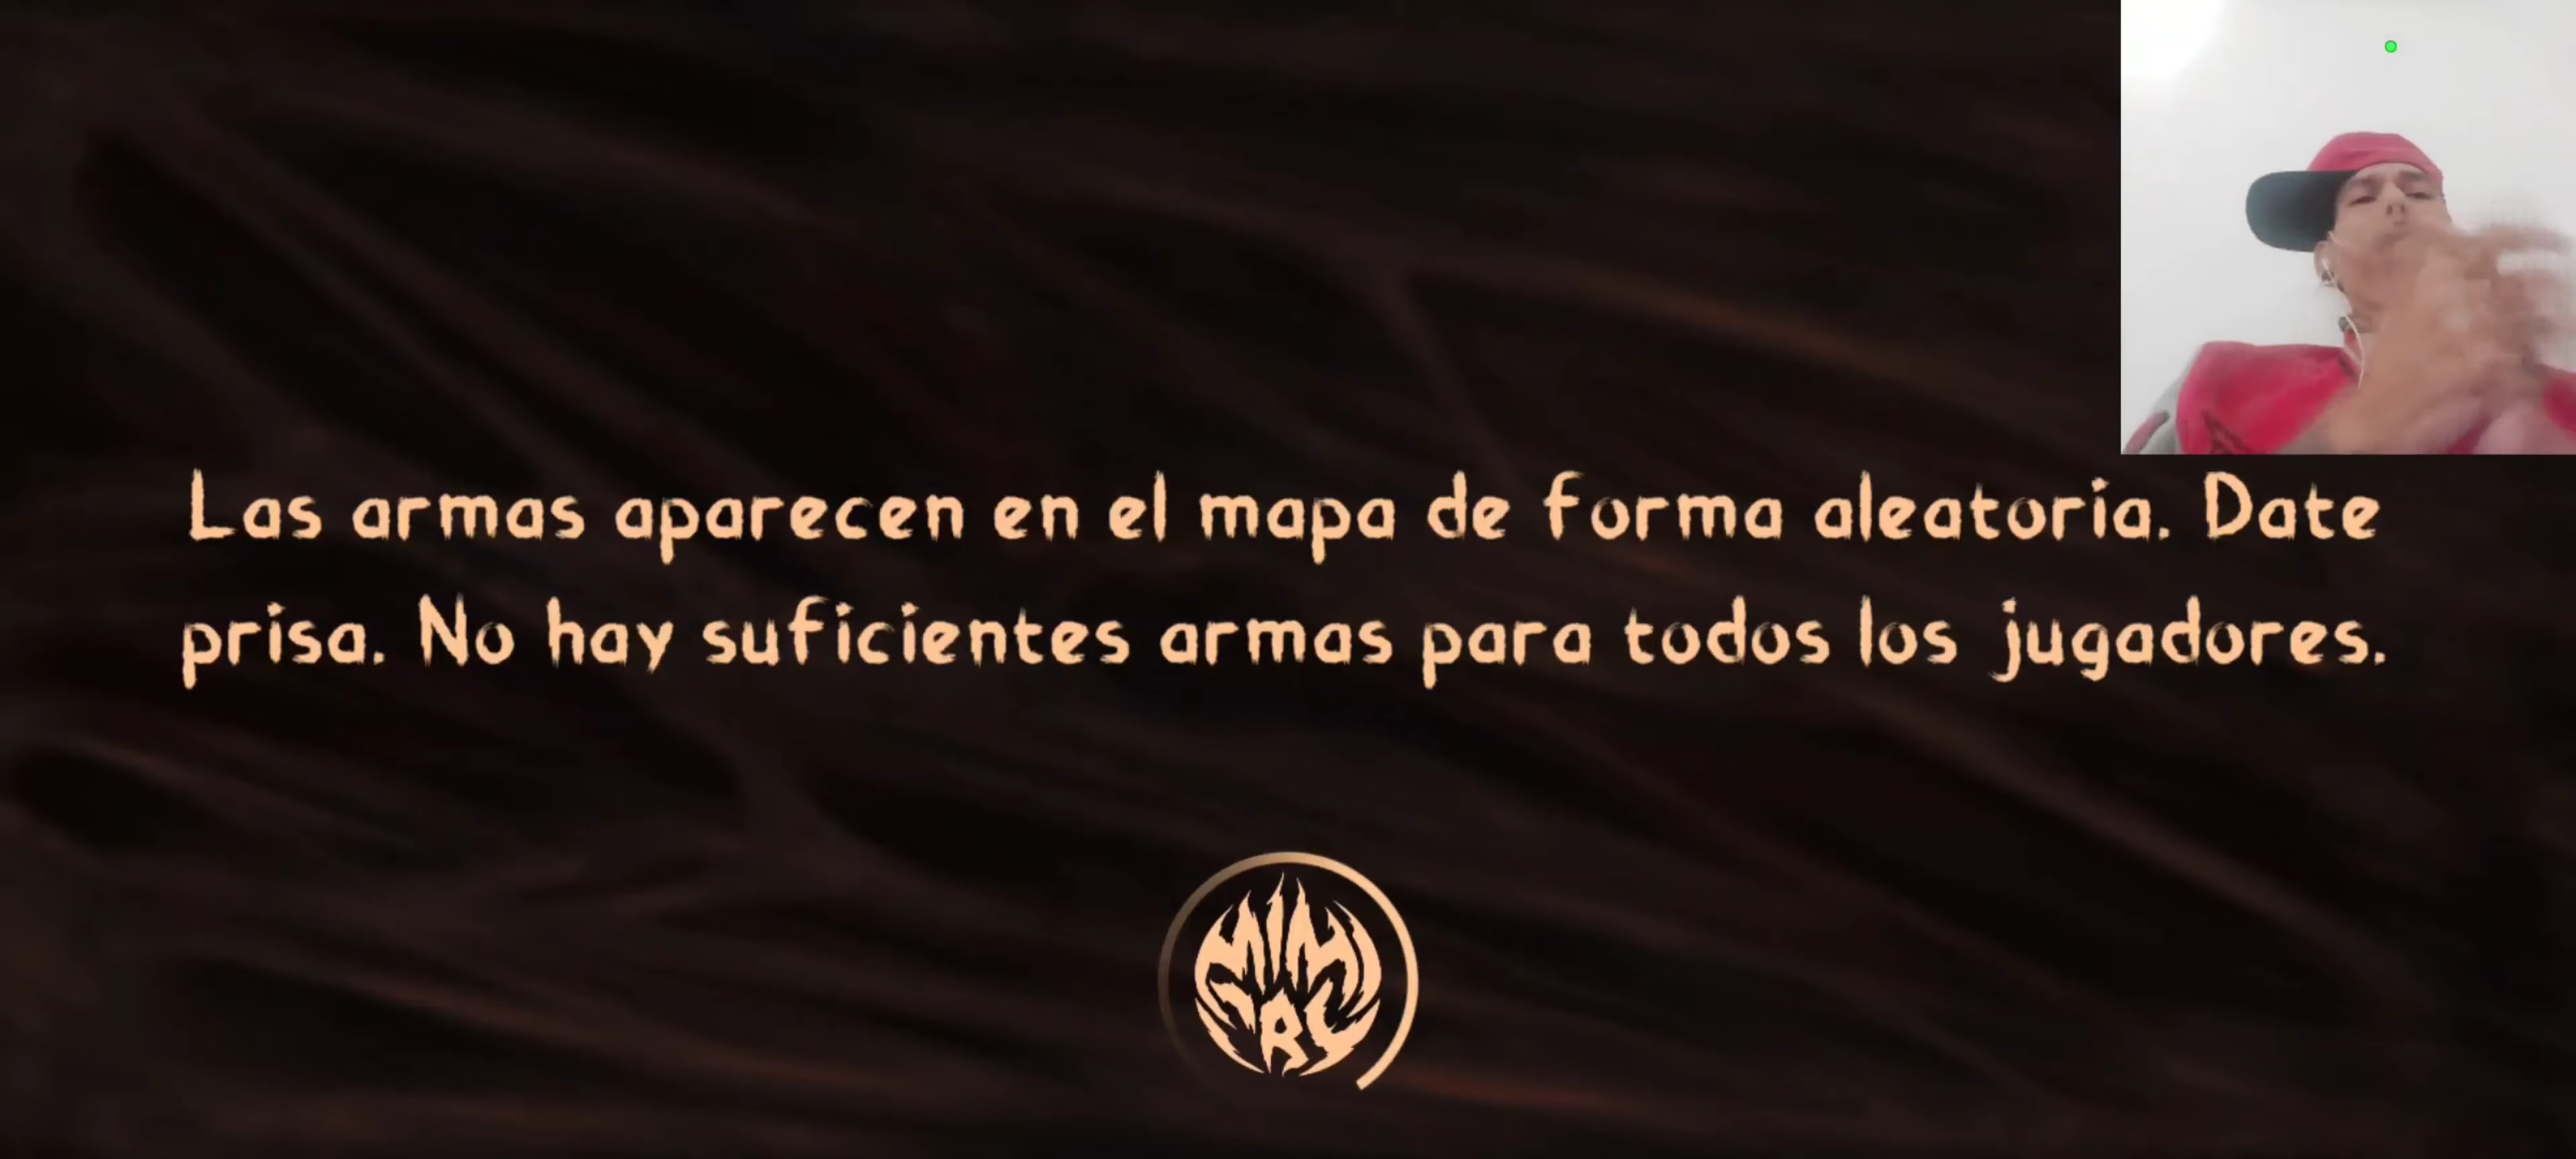 Las armas aparecen en el mapa de forma aleatoria. Date
prisa. No hay suficientes armas para todos los jugadores.